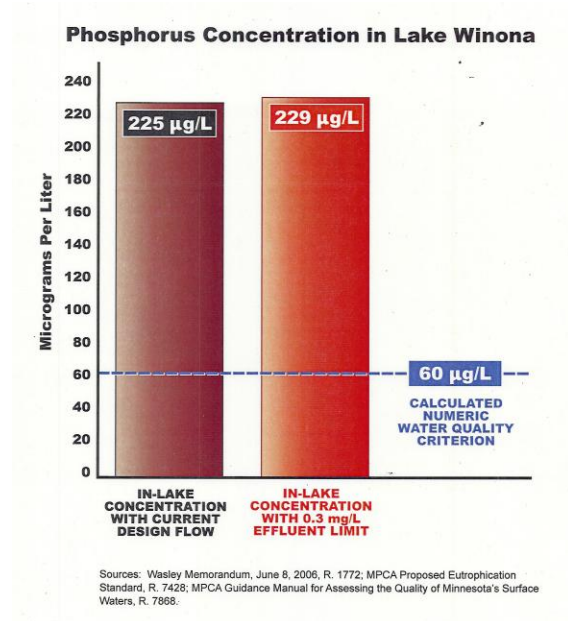 Phosphorus Concentration in Lake Winona
Micrograms Per Liter
240
220
200
180
160
140
120
100
80
60
40
20
0
225 µg/L
229 µg/L
60 µg/L
CALCULATED
NUMERIC
WATER QUALITY
CRITERION
IN-LAKE
CONCENTRATION
WITH CURRENT
DESIGN FLOW
IN-LAKE
CONCENTRATION
WITH 0.3 mg/L
EFFLUENT LIMIT
Sources: Wasley Memorandum, June 8, 2006, R. 1772; MPCA Proposed Eutrophication
Standard, R. 7428; MPCA Guidance Manual for Assessing the Quality of Minnesota's Surface
Waters, R. 7868.